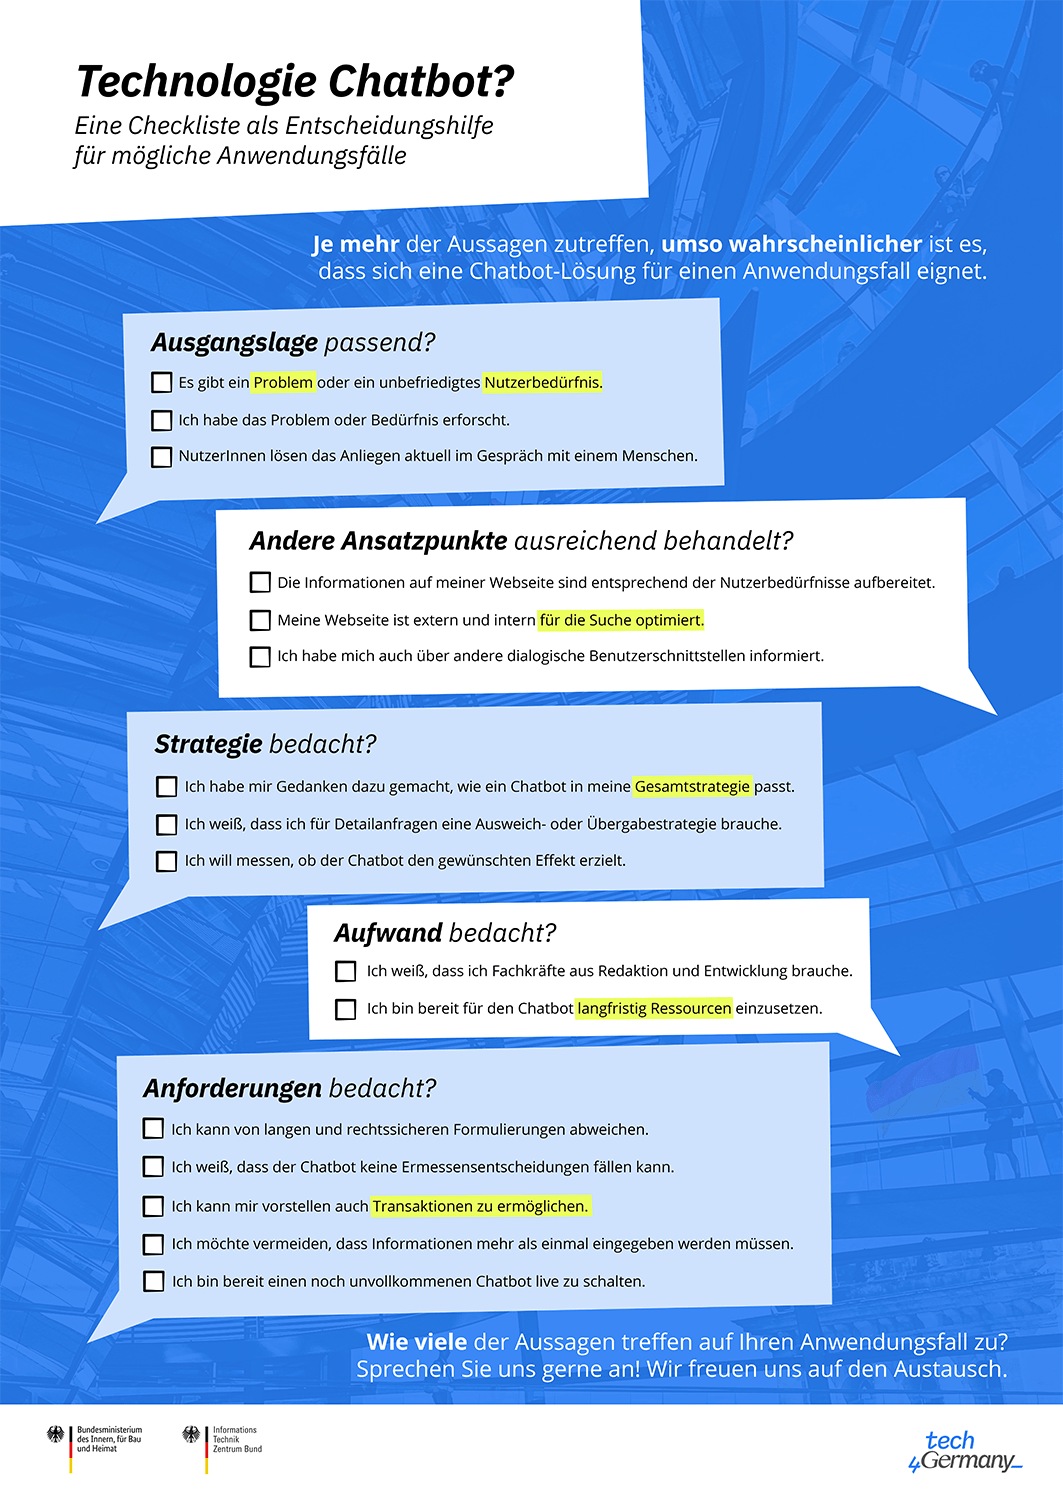 Technologie Chatbot?
Eine Checkliste als Entscheidungshilfe
für mögliche Anwendungsfälle
Je mehr der Aussagen zutreffen, umso wahrscheinlicher ist es,
dass sich eine Chatbot-Lösung für einen Anwendungsfall eignet.
Ausgangslage passend?
Es gibt ein Problem oder ein unbefriedigtes Nutzerbedürfnis.
Ich habe das Problem oder Bedürfnis erforscht.
NutzerInnen lösen das Anliegen aktuell im Gespräch mit einem Menschen.
Andere Ansatzpunkte ausreichend behandelt?
Die Informationen auf meiner Webseite sind entsprechend der Nutzerbedürfnisse aufbereitet.
Meine Webseite ist extern und intern für die Suche optimiert.
Ich habe mich auch über andere dialogische Benutzerschnittstellen informiert.
Strategie bedacht?
Ich habe mir Gedanken dazu gemacht, wie ein Chatbot in meine Gesamtstrategie passt.
Ich weiß, dass ich für Detailanfragen eine Ausweich- oder Übergabestrategie brauche.
Ich will messen, ob der Chatbot den gewünschten Effekt erzielt.
Aufwand bedacht?
Ich weiß, dass ich Fachkräfte aus Redaktion und Entwicklung brauche.
Ich bin bereit für den Chatbot langfristig Ressourcen einzusetzen.
Anforderungen bedacht?
Ich kann von langen und rechtssicheren Formulierungen abweichen.
Ich weiß, dass der Chatbot keine Ermessensentscheidungen fällen kann.
Ich kann mir vorstellen auch Transaktionen zu ermöglichen.
Ich möchte vermeiden, dass Informationen mehr als einmal eingegeben werden müssen.
Ich bin bereit einen noch unvollkommenen Chatbot live zu schalten.
Wie viele der Aussagen treffen auf Ihren Anwendungsfall zu?
Sprechen Sie uns gerne an! Wir freuen uns auf den Austausch.
Bundesministerium
des Innern, für Bau
und Heimat
Informations
Technik
Zentrum Bund
tech
4Germany_